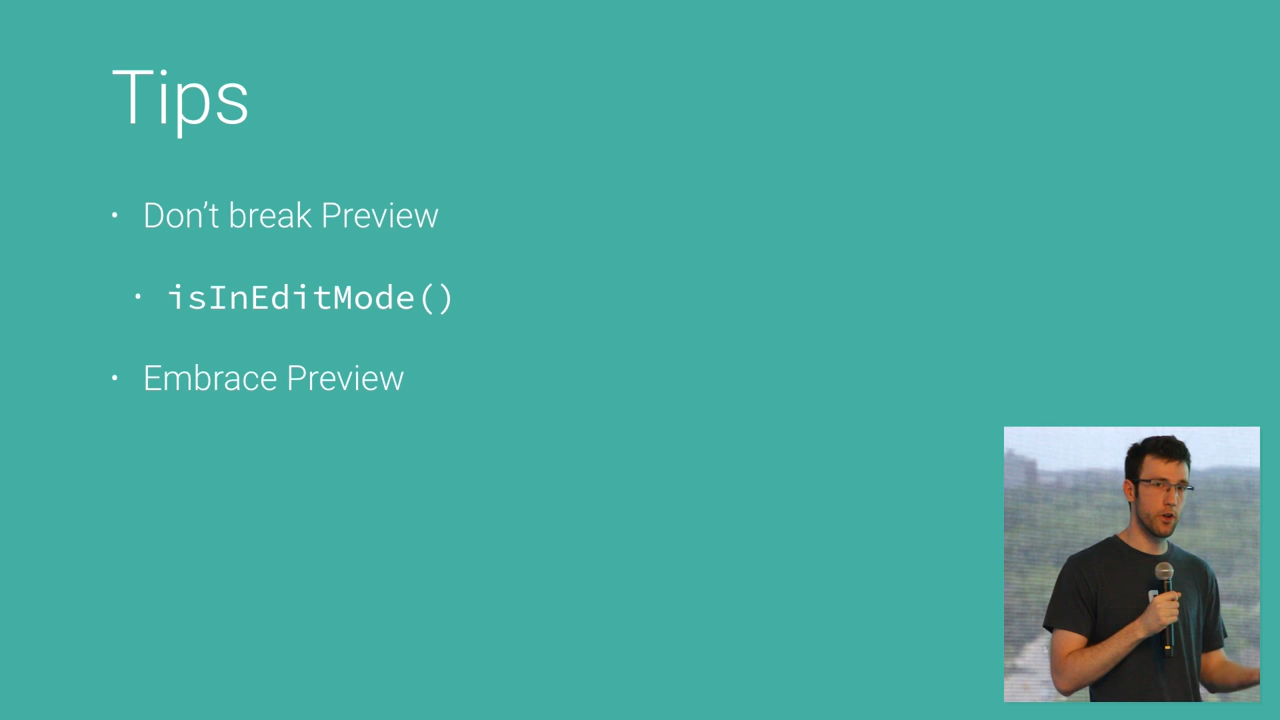 Tips
• Don’t break Preview
• isInEditMode()
• Embrace Preview